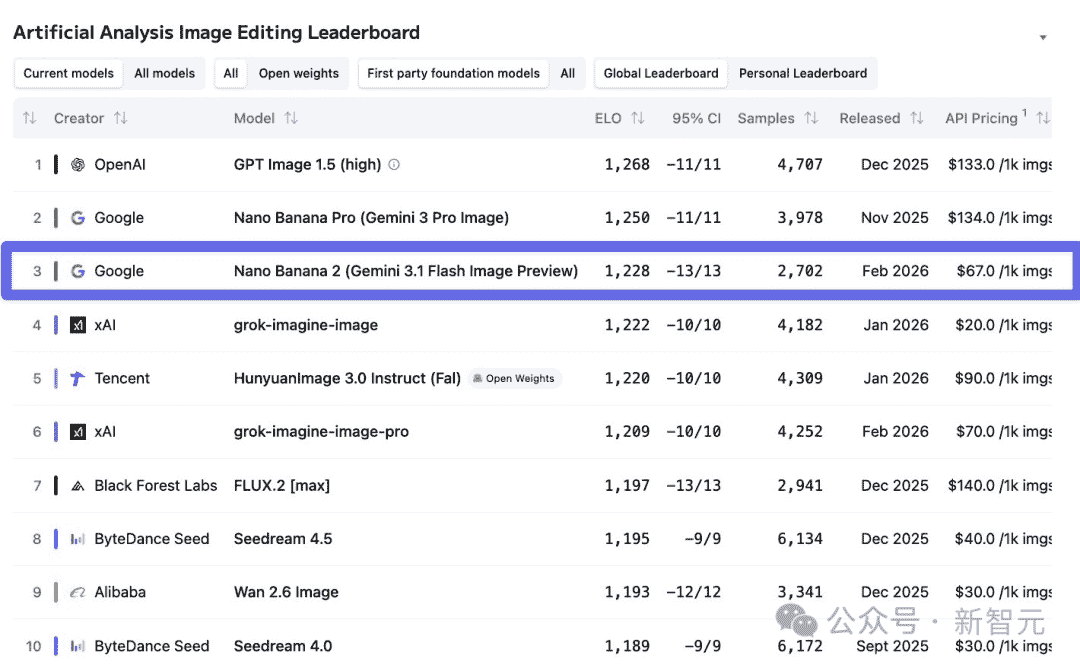 Artificial Analysis Image Editing Leaderboard
Current models All models All Open weights First party foundation models All Global Leaderboard Personal Leaderboard
Creator Model ELO 95% CI Samples Released API Pricing 1
1 OpenAI GPT Image 1.5 (high) 1,268 −11/11 4,707 Dec 2025 $133.0 /1k imgs
2 Google Nano Banana Pro (Gemini 3 Pro Image) 1,250 −11/11 3,978 Nov 2025 $134.0 /1k imgs
3 Google Nano Banana 2 (Gemini 3.1 Flash Image Preview) 1,228 −13/13 2,702 Feb 2026 $67.0 /1k imgs
4 xAI grok-imagine-image 1,222 −10/10 4,182 Jan 2026 $20.0 /1k imgs
5 Tencent HunyuanImage 3.0 Instruct (Fal) Open Weights 1,220 −10/10 4,309 Jan 2026 $90.0 /1k imgs
6 xAI grok-imagine-image-pro 1,209 −10/10 4,252 Feb 2026 $70.0 /1k imgs
7 Black Forest Labs FLUX.2 [max] 1,197 −13/13 2,941 Dec 2025 $140.0 /1k imgs
8 ByteDance Seed Seedream 4.5 1,195 −9/9 6,134 Dec 2025 $40.0 /1k imgs
9 Alibaba Wan 2.6 Image 1,193 −12/12 3,341 Dec 2025 $30.0 /1k imgs
公众号 · 新智元
10 ByteDance Seed Seedream 4.0 1,189 −9/9 6,172 Sept 2025 $30.0 /1k imgs